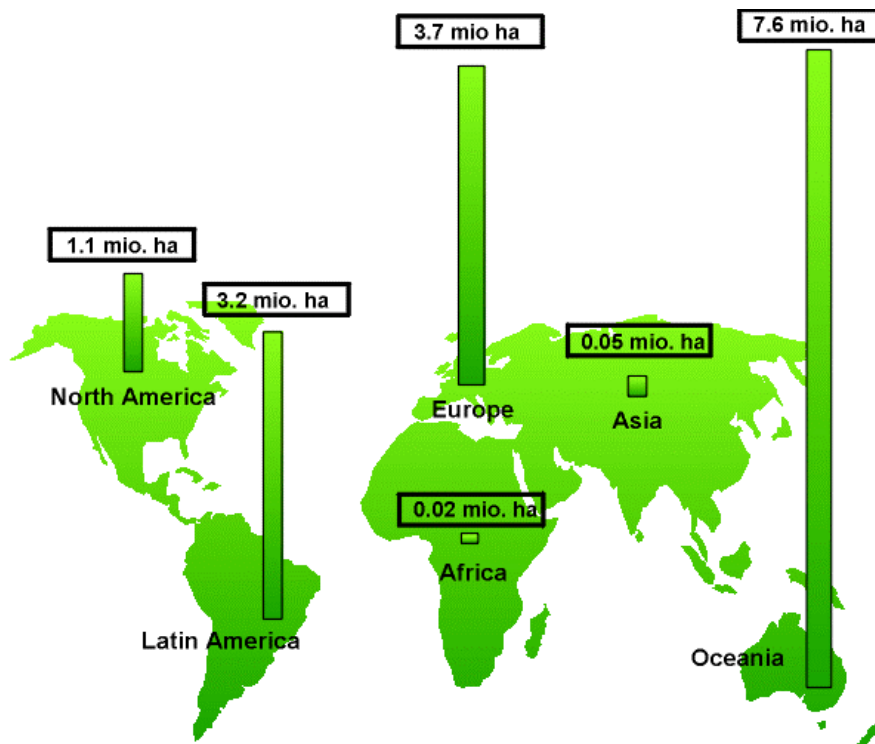 3.7 mio ha
7.6 mio. ha
1.1 mio. ha
3.2 mio. ha
0.05 mio. ha
North America
Europe
Asia
0.02 mio. ha
Africa
Latin America
Oceania